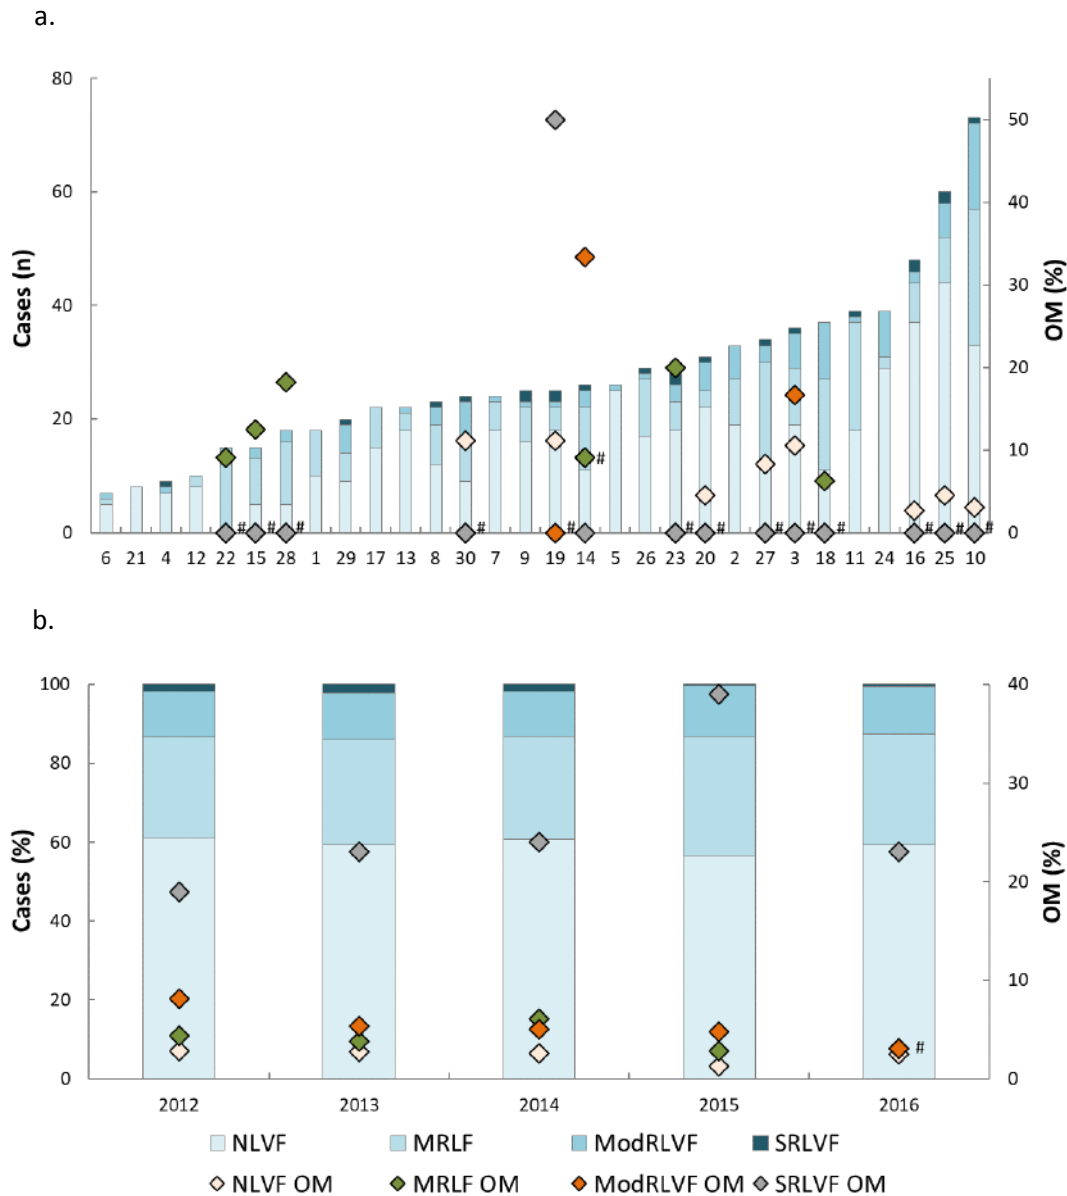 a.
80
60
40
20
0
Cases (n)
50
40
30
20
10
0
OM (%)
# # # # # # # # # # # # # #
6 21 4 12 22 15 28 1 29 17 13 8 30 7 9 19 14 5 26 23 20 2 27 3 18 11 24 16 25 10
b.
100
80
60
40
20
0
Cases (%)
40
30
20
10
0
OM (%)
#
2012 2013 2014 2015 2016
NLVF MRLF ModRLVF SRLVF
NLVF OM MRLF OM ModRLVF OM SRLVF OM